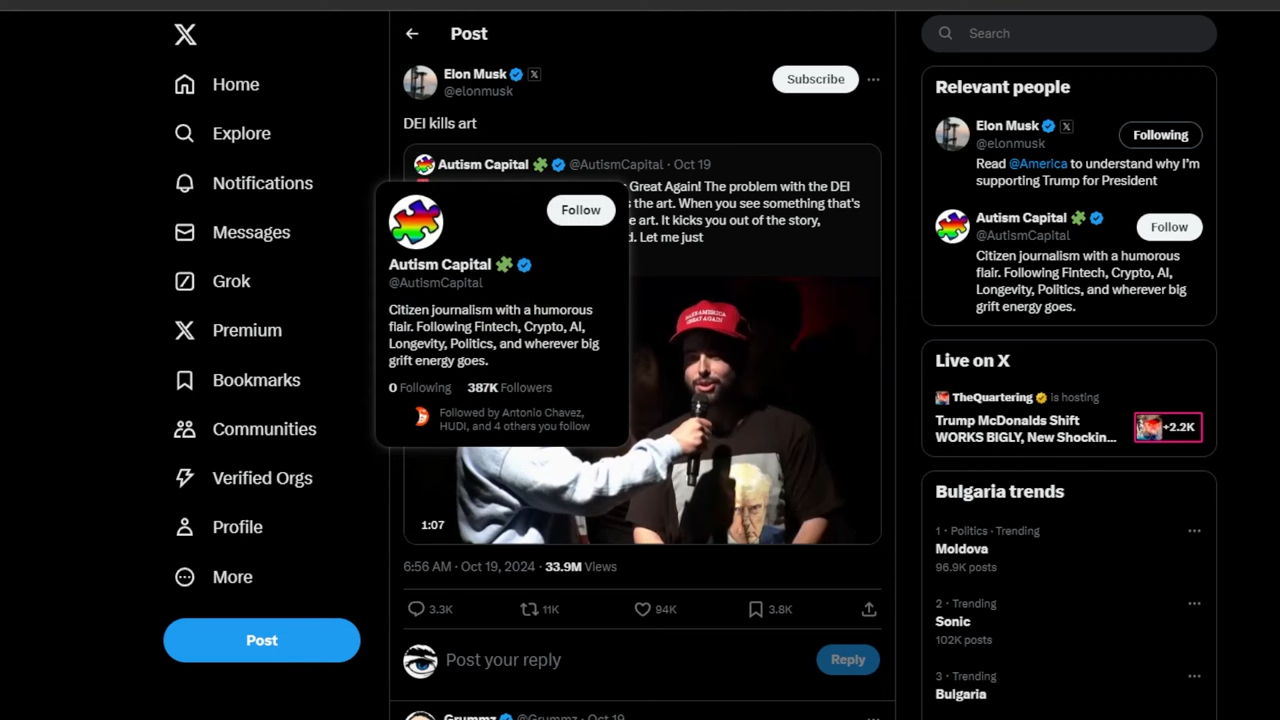 Home
Explore
Notifications
Messages
Grok
Premium
Bookmarks
Communities
Verified Orgs
Profile
More
Post
Post
Elon Musk
@elonmusk
Subscribe
DEI kills art
Autism Capital @AutismCapital · Oct 19
Great Again! The problem with the DEI
the art. When you see something that's
art. It kicks you out of the story,
Let me just
Follow
Autism Capital
@AutismCapital
Citizen journalism with a humorous
flair. Following Fintech, Crypto, AI,
Longevity, Politics, and wherever big
grift energy goes.
0 Following 387K Followers
Followed by Antonio Chavez,
HUDI, and 4 others you follow
MAKE AMERICA
GREAT AGAIN
1:07
6:56 AM · Oct 19, 2024 · 33.9M Views
3.3K 11K 94K 3.8K
Post your reply
Reply
Grummz @Grummz · Oct 19
Search
Relevant people
Elon Musk
@elonmusk
Following
Read @America to understand why I'm
supporting Trump for President
Autism Capital
@AutismCapital
Follow
Citizen journalism with a humorous
flair. Following Fintech, Crypto, AI,
Longevity, Politics, and wherever big
grift energy goes.
Live on X
TheQuartering is hosting
Trump McDonalds Shift
WORKS BIGLY, New Shockin...
+2.2K
Bulgaria trends
1 · Politics · Trending
Moldova
96.9K posts
2 · Trending
Sonic
102K posts
3 · Trending
Bulgaria